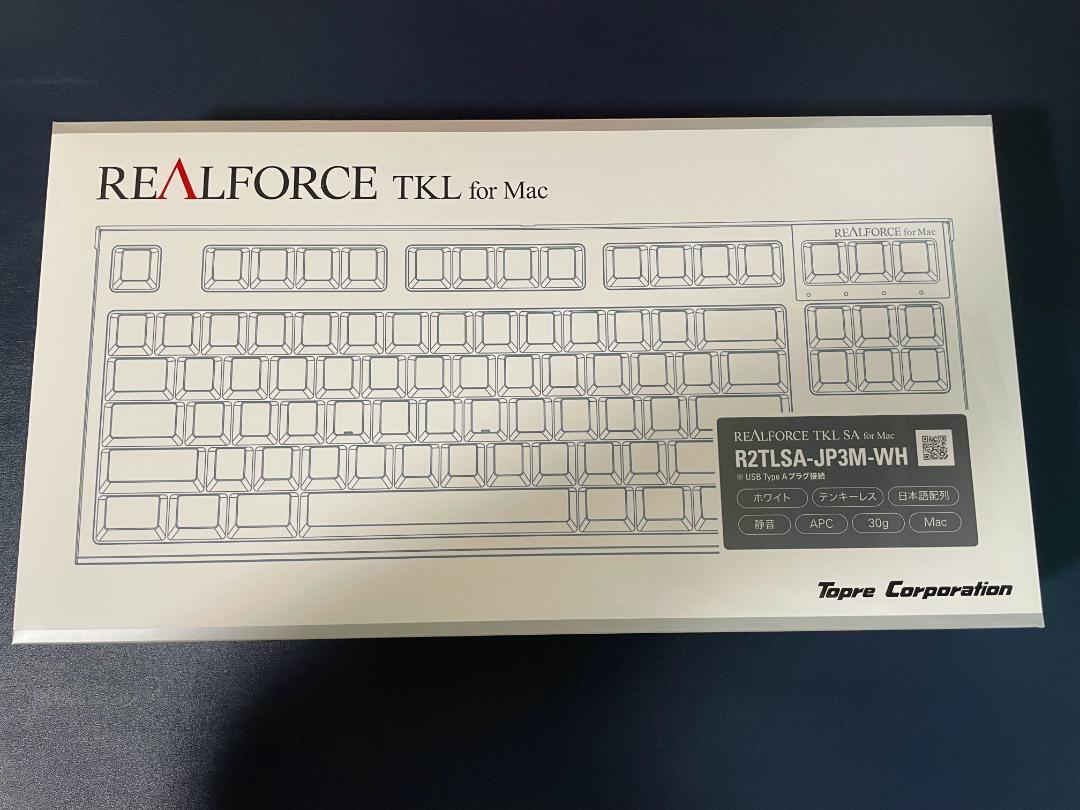 REALFORCE TKL for Mac
REALFORCE for Mac
REALFORCE TKL SA for Mac
R2TLSA-JP3M-WH
※ USB Type A プラグ接続
ホワイト テンキーレス 日本語配列
静音 APC 30g Mac
Topre Corporation